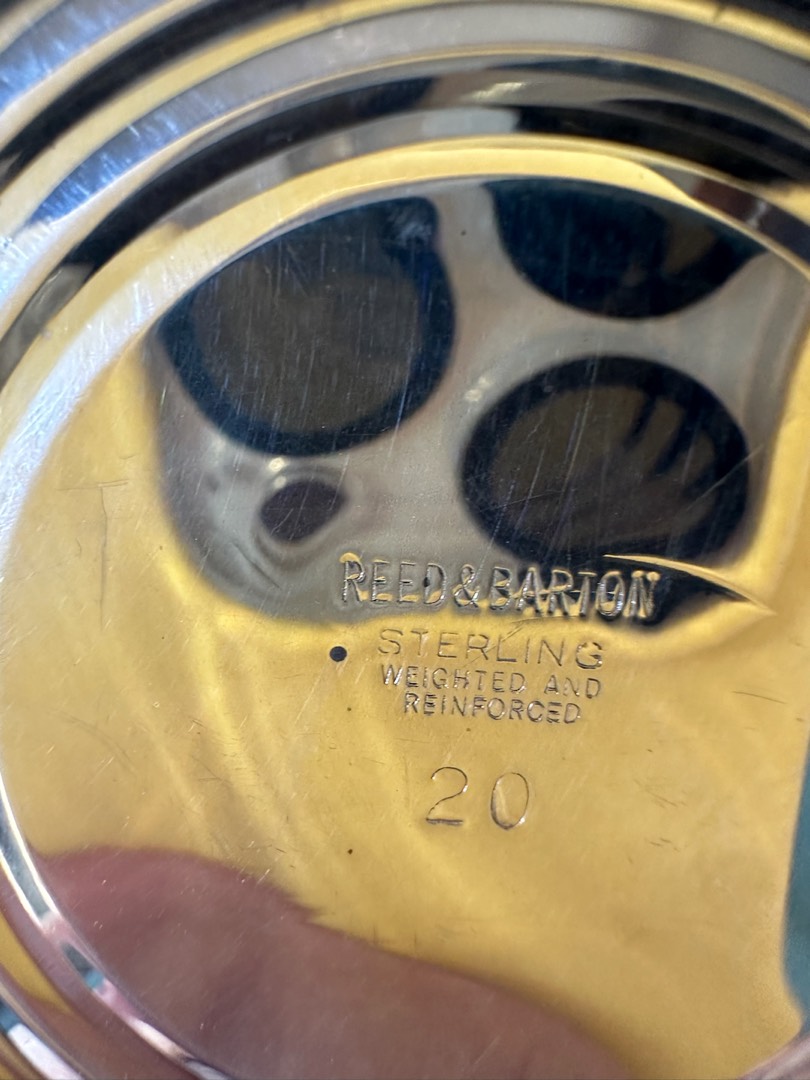 REED & BARTON
STERLING
WEIGHTED AND
REINFORCED
20